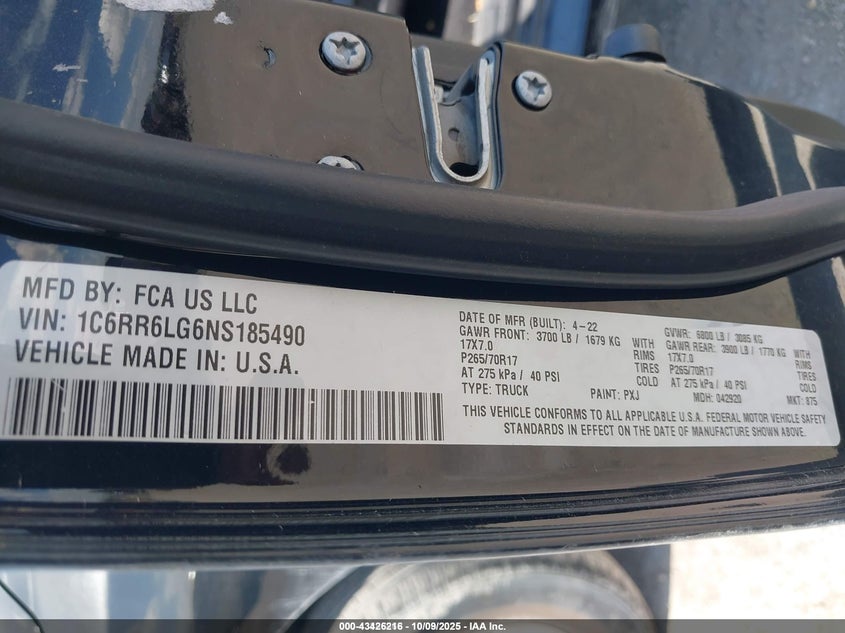 MFD BY: FCA US LLC
VIN: 1C6RR6LG6NS185490
VEHICLE MADE IN: U.S.A.
DATE OF MFR (BUILT): 4-22 GVWR: 6800 LB / 3085 KG
GAWR FRONT: 3700 LB / 1679 KG WITH GAWR REAR: 3900 LB / 1770 KG WITH
17X7.0 RIMS 17X7.0 RIMS
P265/70R17 TIRES P265/70R17 TIRES
AT 275 kPa / 40 PSI COLD AT 275 kPa / 40 PSI COLD
TYPE: TRUCK PAINT: PXJ MDH: 042920 MKT: 875
THIS VEHICLE CONFORMS TO ALL APPLICABLE U.S.A. FEDERAL MOTOR VEHICLE SAFETY
STANDARDS IN EFFECT ON THE DATE OF MANUFACTURE SHOWN ABOVE.
000-43426216 - 10/09/2025 - IAA Inc.